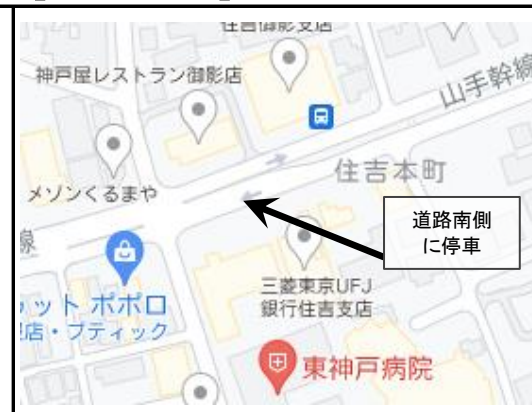 住吉御影支店
神戸屋レストラン御影店
山手幹線
住吉本町
メゾンくるまや
道路南側
に停車
線
三菱東京UFJ
銀行住吉支店
ット ポポロ
店・ブティック
東神戸病院